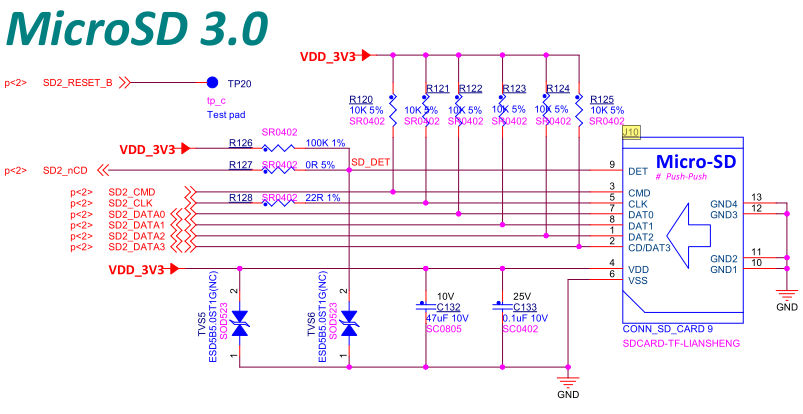 MicroSD 3.0
VDD_3V3
p<2> SD2_RESET_B
TP20
tp_c
Test pad
R120
10K 5%
SR0402
R121
10K 5%
SR0402
R122
10K 5%
SR0402
R123
10K 5%
SR0402
R124
10K 5%
SR0402
R125
10K 5%
SR0402
VDD_3V3
R126
SR0402
100K 1%
p<2> SD2_nCD
R127
SR0402
0R 5%
SD_DET
p<2> SD2_CMD
p<2> SD2_CLK
R128
SR0402
22R 1%
p<2> SD2_DATA0
p<2> SD2_DATA1
p<2> SD2_DATA2
p<2> SD2_DATA3
VDD_3V3
J10
Micro-SD
# Push-Push
9 DET
3 CMD
5 CLK
7 DAT0
8 DAT1
1 DAT2
2 CD/DAT3
4 VDD
6 VSS
GND4 13
GND3 12
GND2 11
GND1 10
GND
CONN_SD_CARD 9
SDCARD-TF-LIANSHENG
2
TVS5
ESD5B5.0ST1G(NC)
SOD523
1
2
TVS6
ESD5B5.0ST1G(NC)
SOD523
1
10V
C132
47uF 10V
SC0805
25V
C133
0.1uF 10V
SC0402
GND